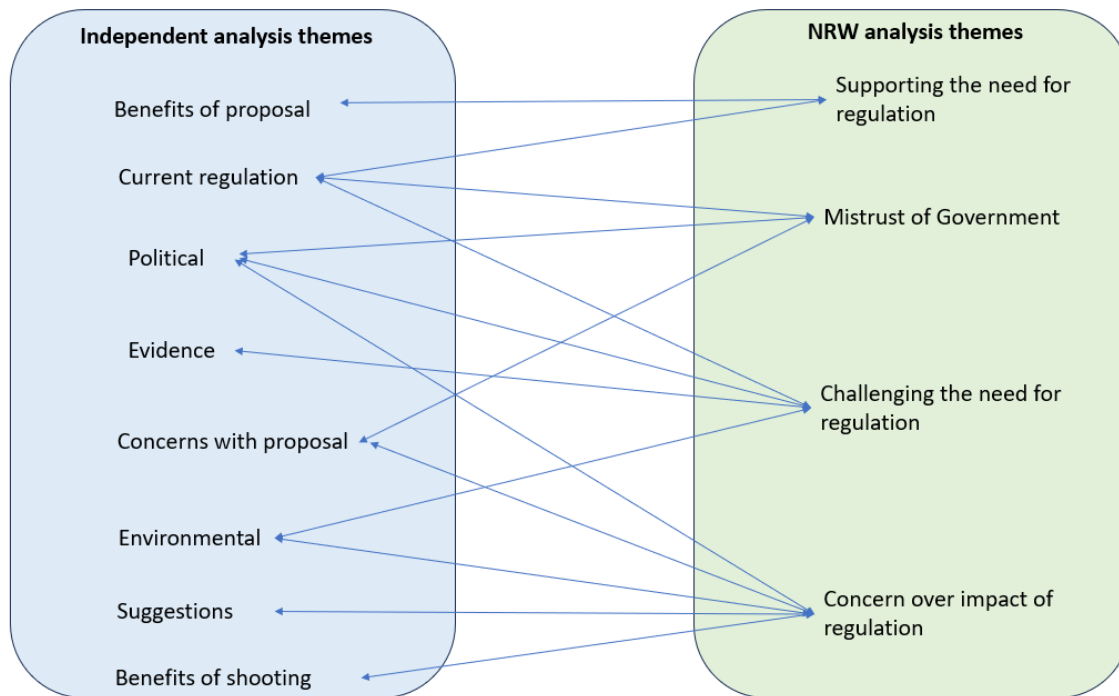 Independent analysis themes
Benefits of proposal
Current regulation
Political
Evidence
Concerns with proposal
Environmental
Suggestions
Benefits of shooting
NRW analysis themes
Supporting the need for
regulation
Mistrust of Government
Challenging the need for
regulation
Concern over impact of
regulation